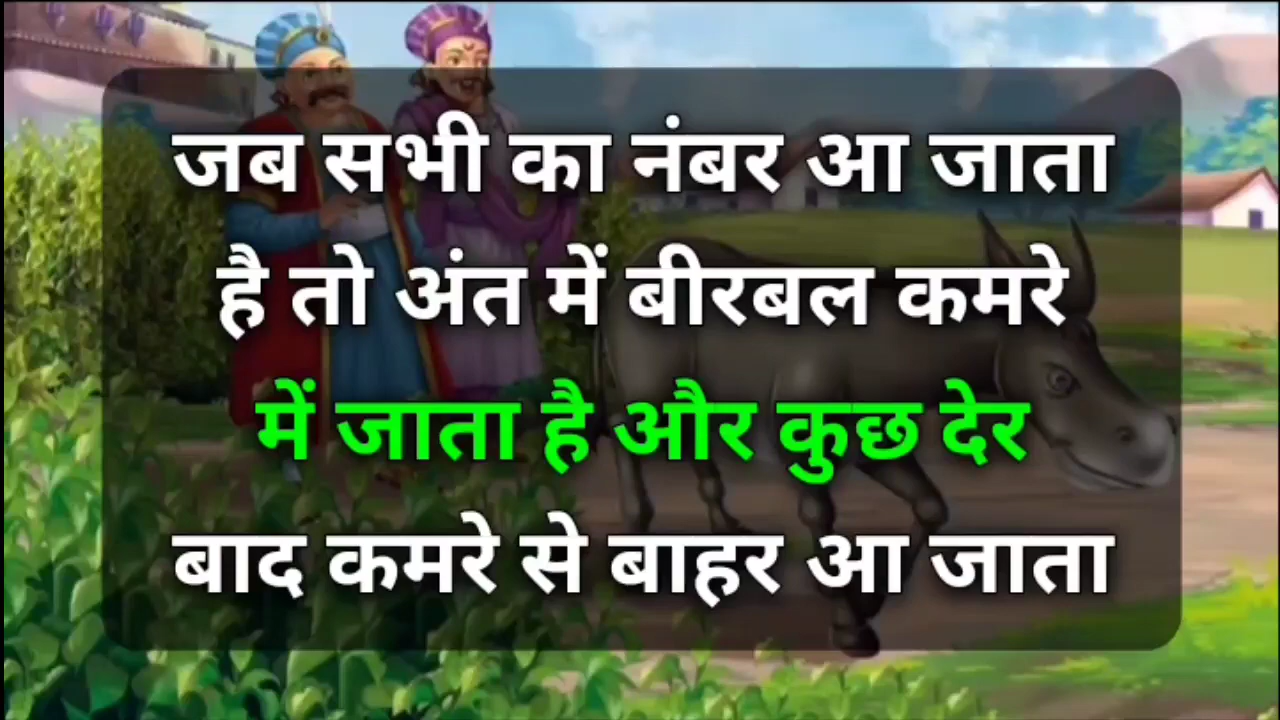 जब सभी का नंबर आ जाता
है तो अंत में बीरबल कमरे
में जाता है और कुछ देर
बाद कमरे से बाहर आ जाता